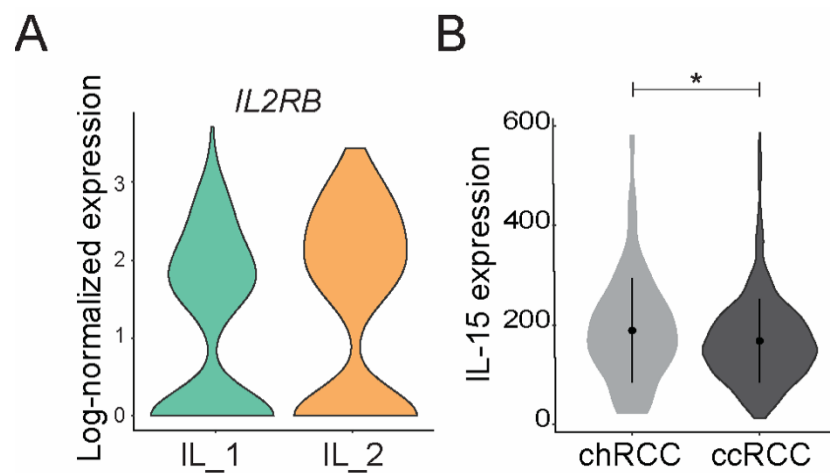 A
IL2RB
Log-normalized expression
3
2
1
0
IL_1
IL_2
B
*
IL-15 expression
600
400
200
0
chRCC
ccRCC